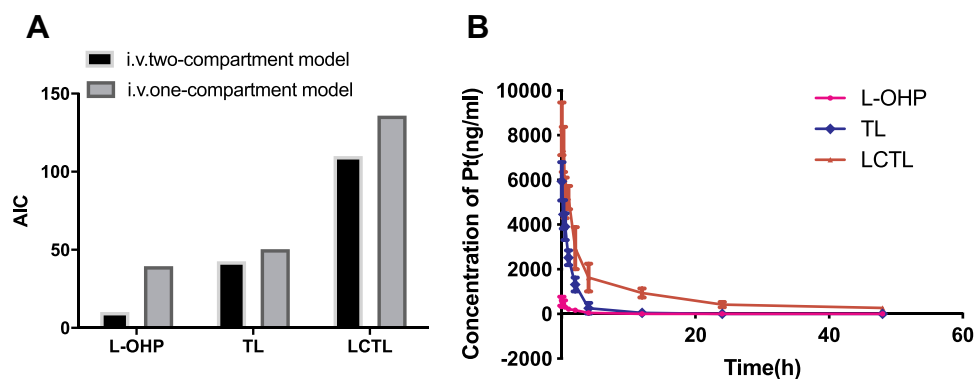 A
i.v.two-compartment model
i.v.one-compartment model
150
100
50
0
AIC
L-OHP TL LCTL
B
10000
8000
6000
4000
2000
0
-2000
Concentration of Pt(ng/ml)
L-OHP
TL
LCTL
20 40 60
Time(h)